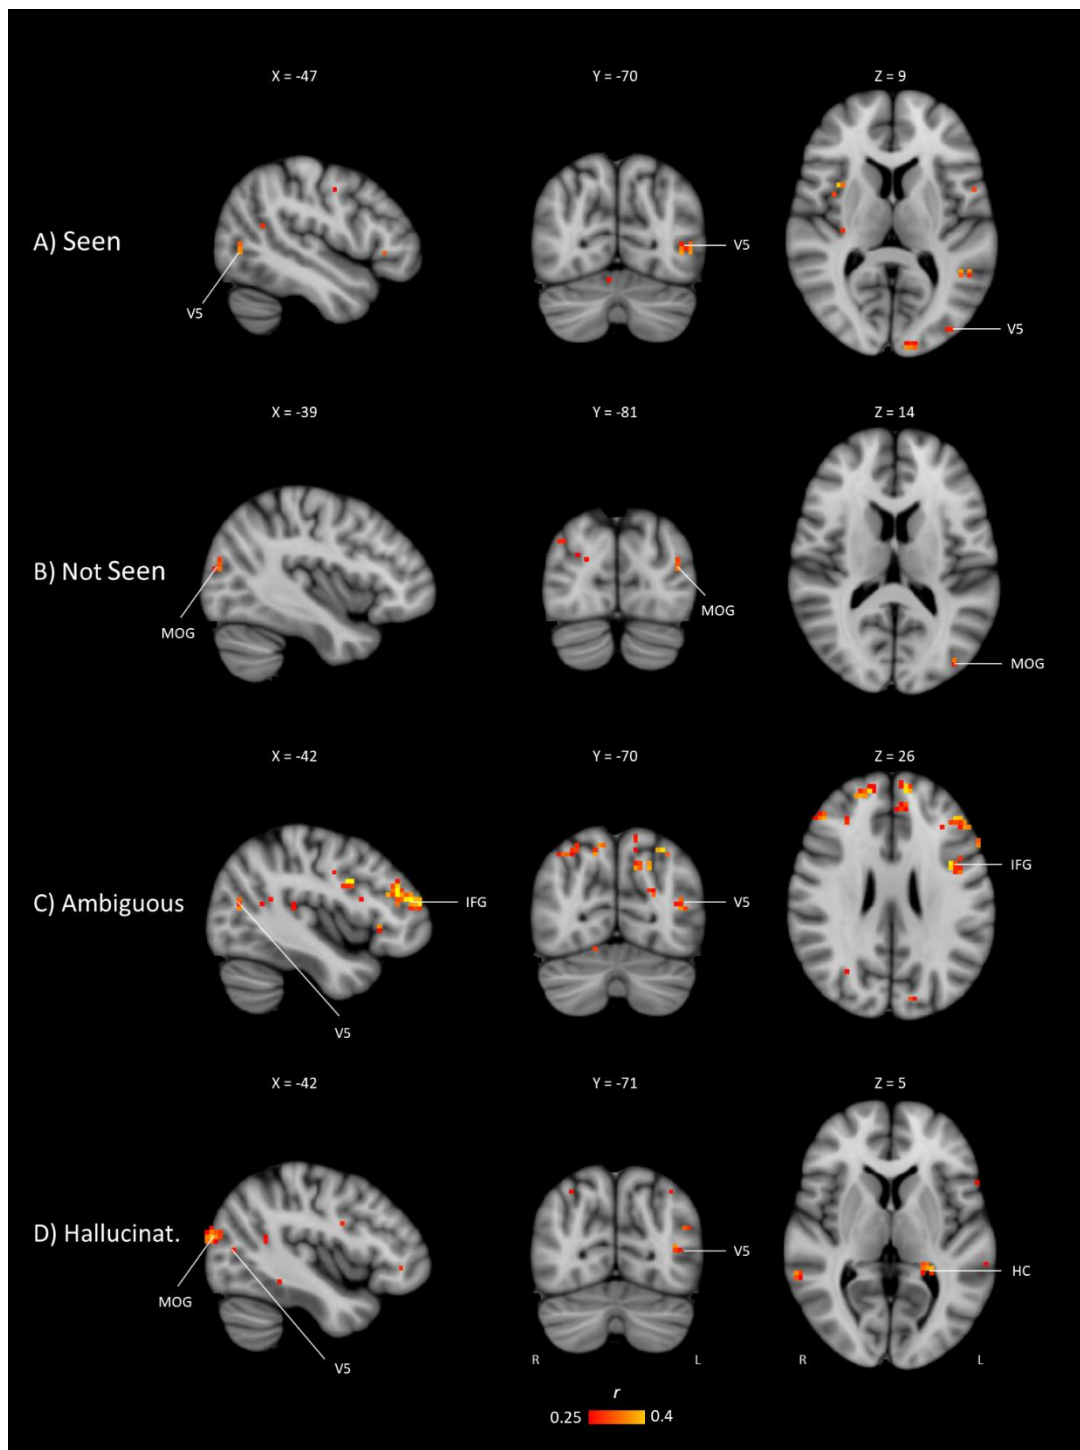 X = -47 Y = -70 Z = 9
A) Seen
V5
V5
V5
X = -39 Y = -81 Z = 14
B) Not Seen
MOG
MOG
MOG
X = -42 Y = -70 Z = 26
IFG
C) Ambiguous IFG V5
V5
X = -42 Y = -71 Z = 5
D) Hallucinat.
V5
HC
MOG
V5
R L R L
r
0.25 0.4